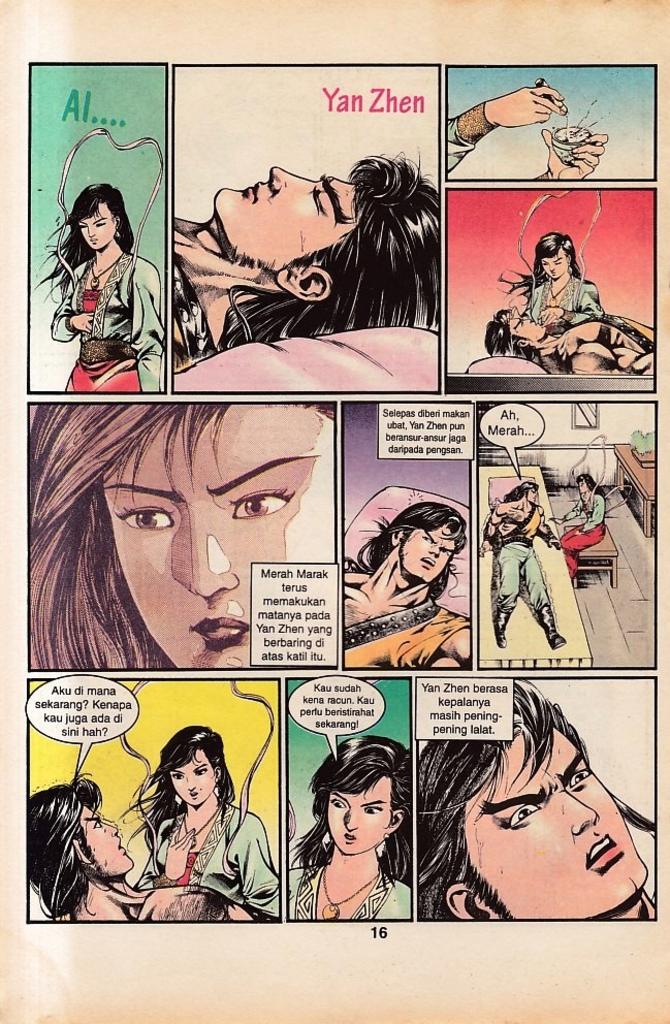 Al....
Yan Zhen
Merah Marak
terus
memakukan
matanya pada
Yan Zhen yang
berbaring di
atas katil itu.
Selepas diberi makan
ubat, Yan Zhen pun
beransur-ansur jaga
daripada pengsan.
Ah,
Merah...
Aku di mana
sekarang? Kenapa
kau juga ada di
sini hah?
Kau sudah
kena racun. Kau
perlu beristirahat
sekarang!
Yan Zhen berasa
kepalanya
masih pening-
pening lalat.
16